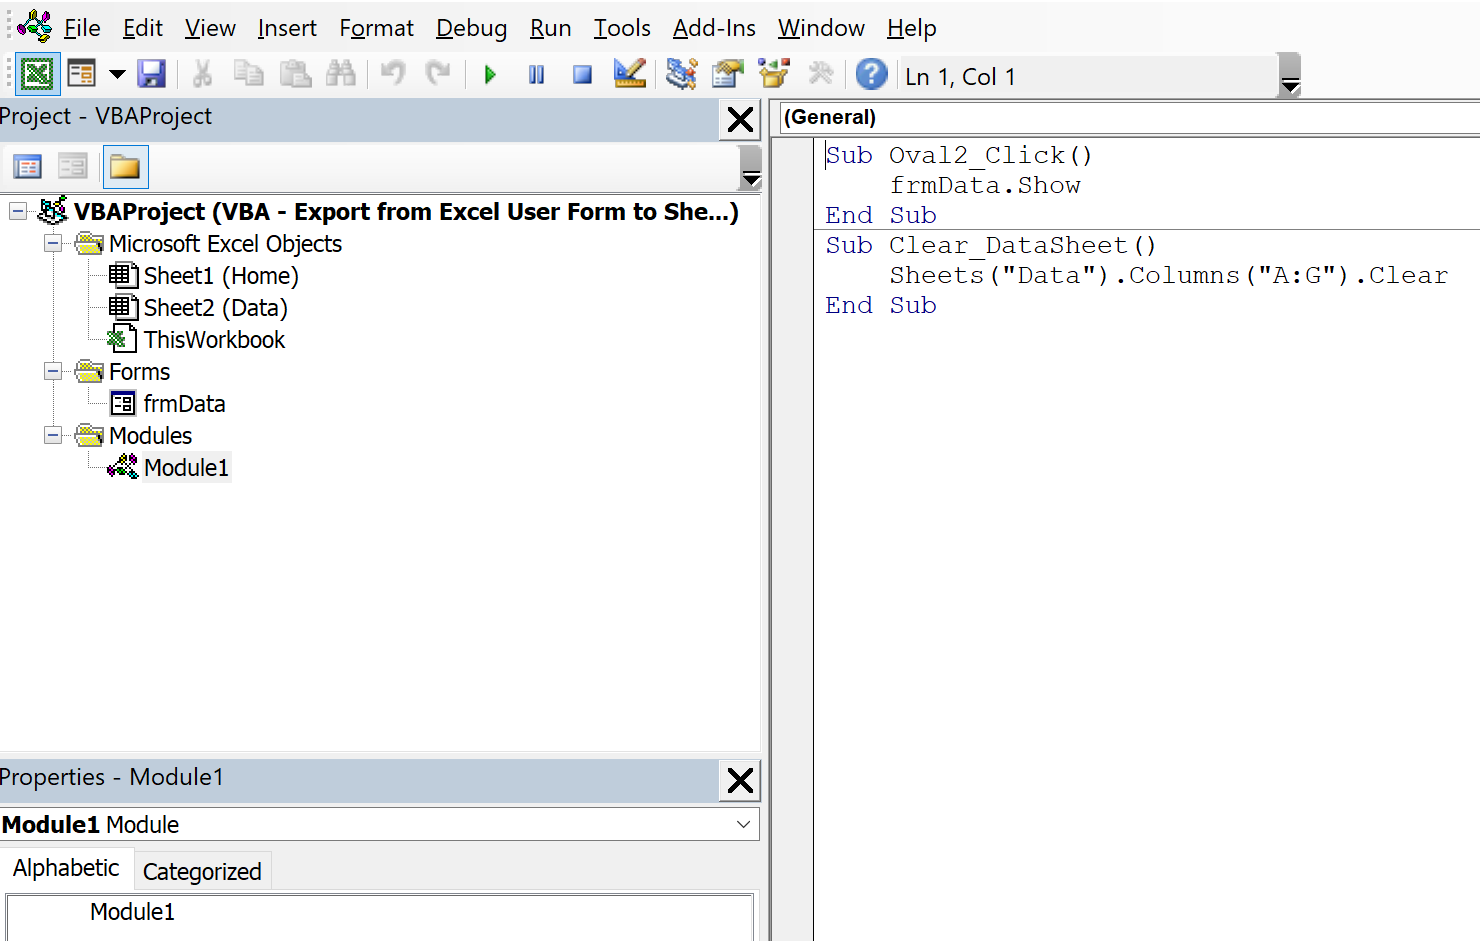 File Edit View Insert Format Debug Run Tools Add-Ins Window Help
Ln 1, Col 1
Project - VBAProject
VBAProject (VBA - Export from Excel User Form to She...)
Microsoft Excel Objects
Sheet1 (Home)
Sheet2 (Data)
ThisWorkbook
Forms
frmData
Modules
Module1
Properties - Module1
Module1 Module
Alphabetic Categorized
Module1
(General)
Sub Oval2_Click()
frmData.Show
End Sub
Sub Clear_DataSheet()
Sheets("Data").Columns("A:G").Clear
End Sub